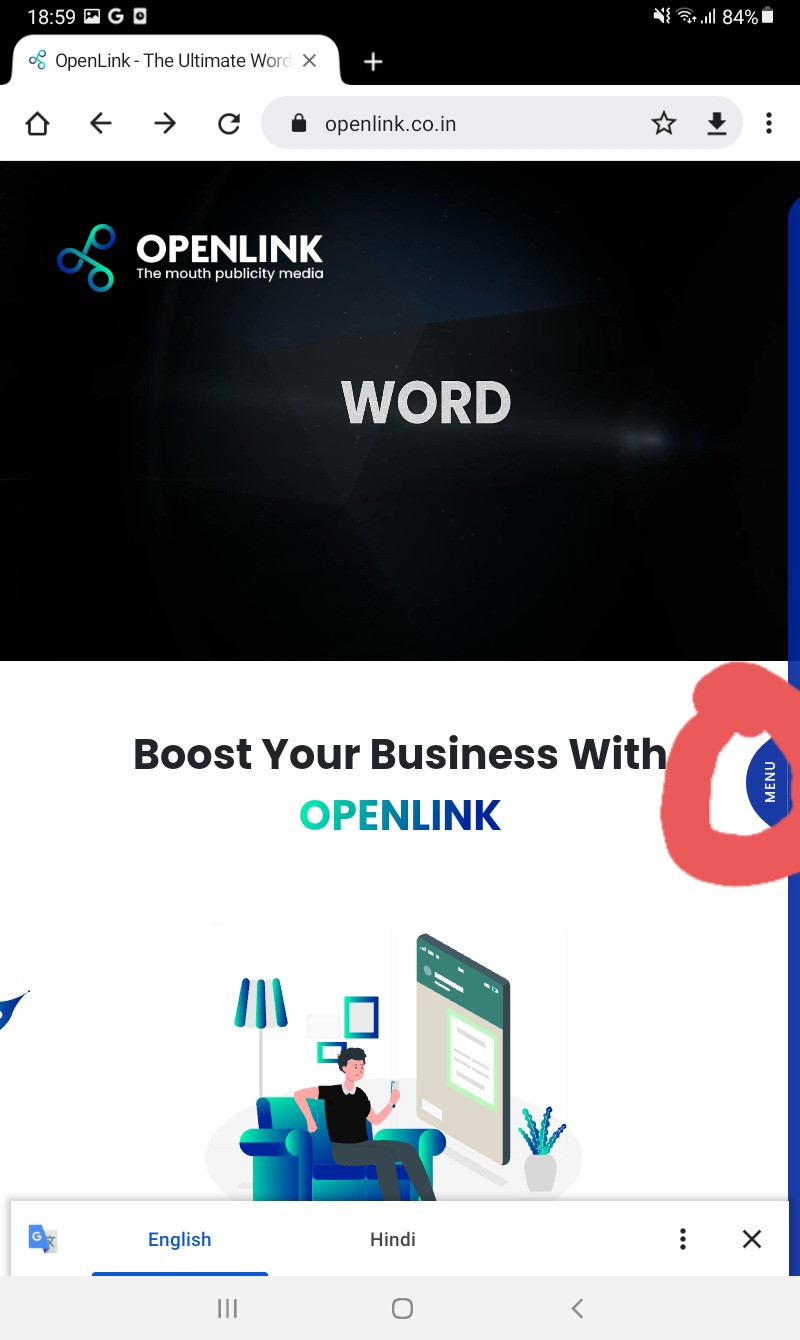 18:59 84%
OpenLink - The Ultimate Word
openlink.co.in
OPENLINK
The mouth publicity media
WORD
Boost Your Business With
OPENLINK
MENU
English Hindi